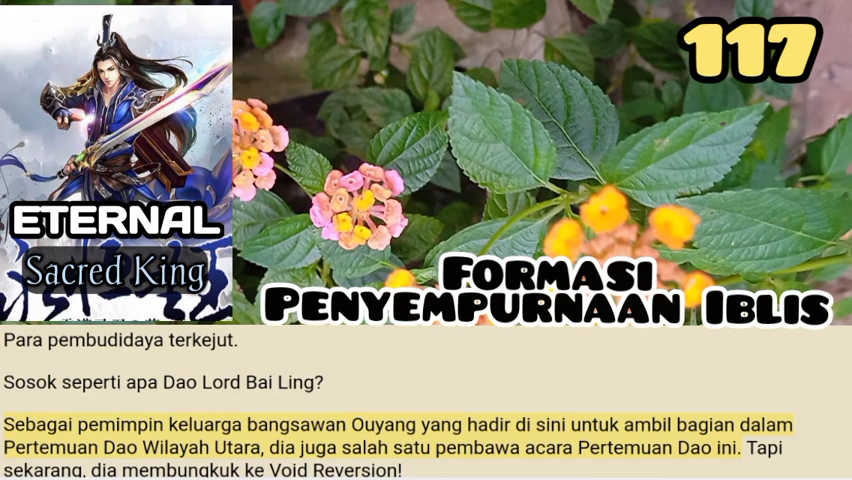 117
ETERNAL
Sacred King
FORMASI
PENYEMPURNAAN IBLIS
Para pembudidaya terkejut.
Sosok seperti apa Dao Lord Bai Ling?
Sebagai pemimpin keluarga bangsawan Ouyang yang hadir di sini untuk ambil bagian dalam
Pertemuan Dao Wilayah Utara, dia juga salah satu pembawa acara Pertemuan Dao ini. Tapi
sekarang, dia membungkuk ke Void Reversion!